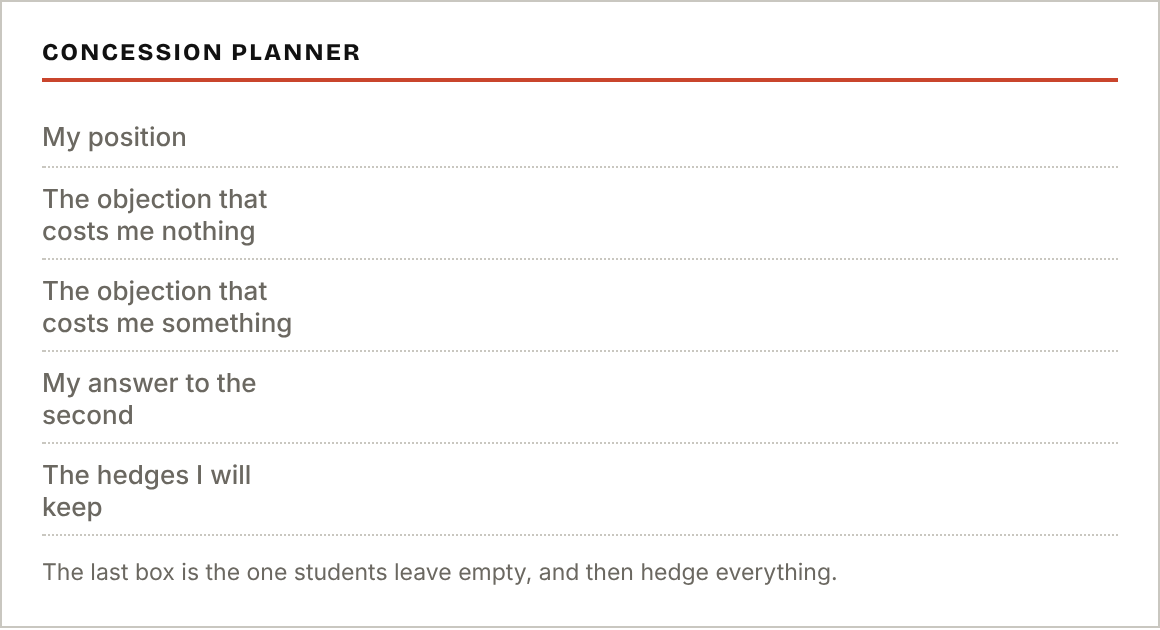 CONCESSION PLANNER
My position
The objection that
costs me nothing
The objection that
costs me something
My answer to the
second
The hedges I will
keep
The last box is the one students leave empty, and then hedge everything.